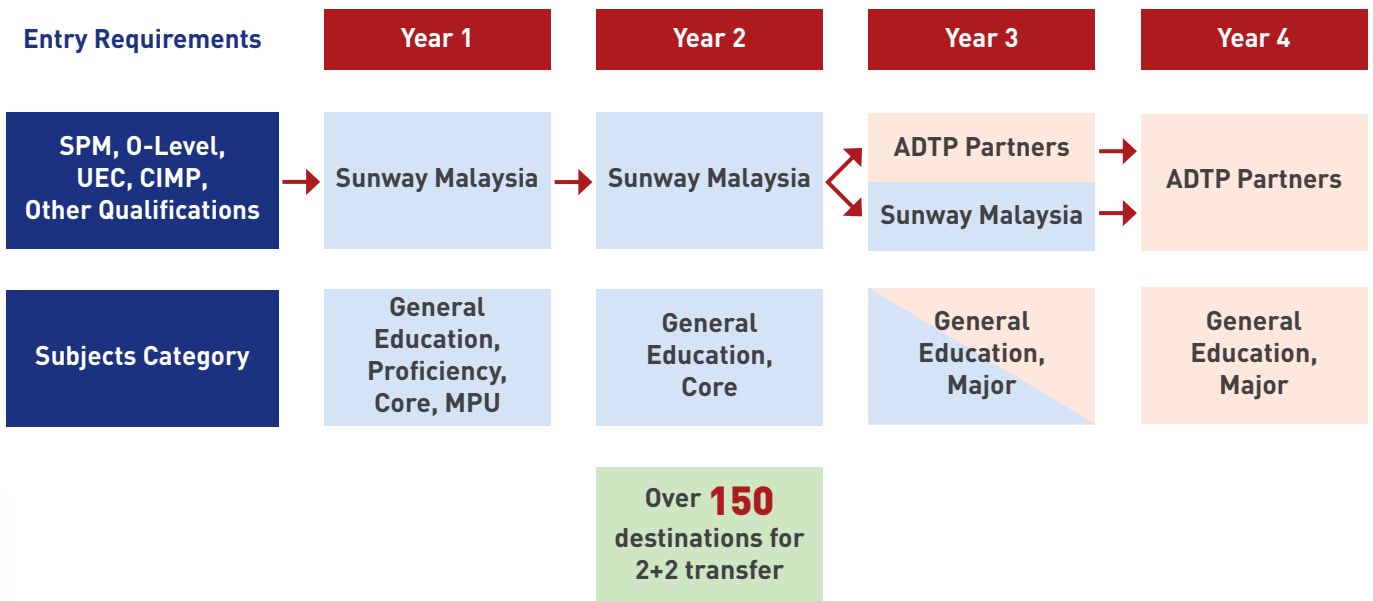 Entry Requirements
Year 1
Year 2
Year 3
Year 4
SPM, O-Level,
UEC, CIMP,
Other Qualifications
Sunway Malaysia
Sunway Malaysia
ADTP Partners
Sunway Malaysia
ADTP Partners
Subjects Category
General
Education,
Proficiency,
Core, MPU
General
Education,
Core
General
Education,
Major
General
Education,
Major
Over 150
destinations for
2+2 transfer